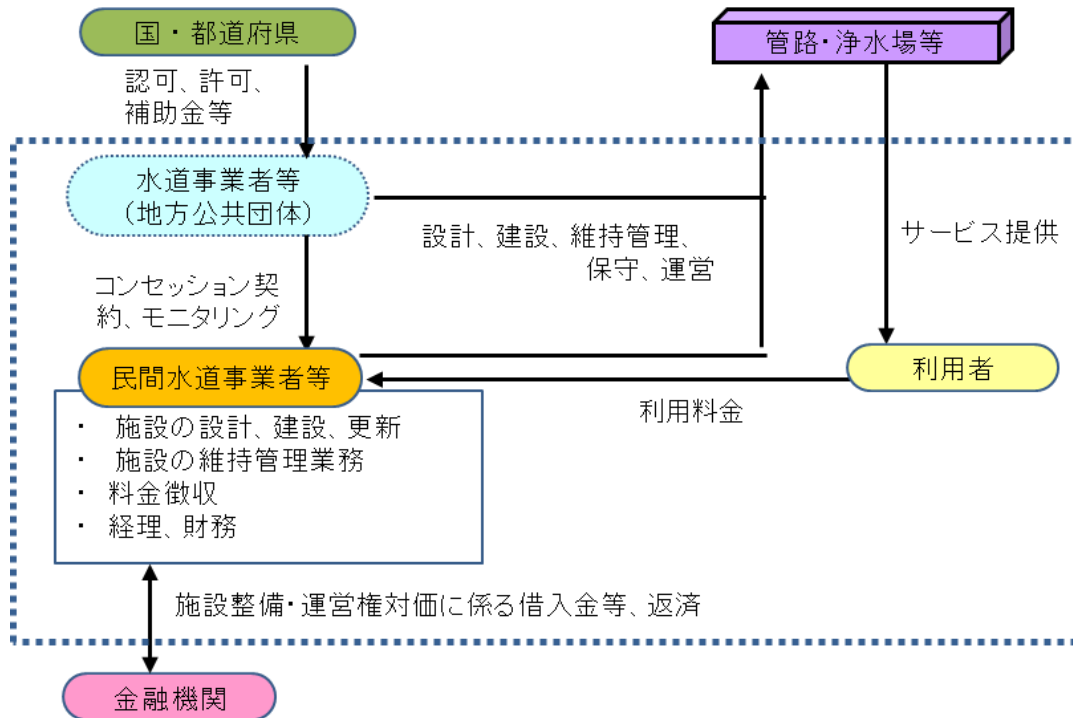 国・都道府県
管路・浄水場等
認可、許可、
補助金等
水道事業者等
（地方公共団体）
設計、建設、維持管理、
保守、運営
サービス提供
コンセッション契
約、モニタリング
民間水道事業者等
利用者
利用料金
・ 施設の設計、建設、更新
・ 施設の維持管理業務
・ 料金徴収
・ 経理、財務
施設整備・運営権対価に係る借入金等、返済
金融機関